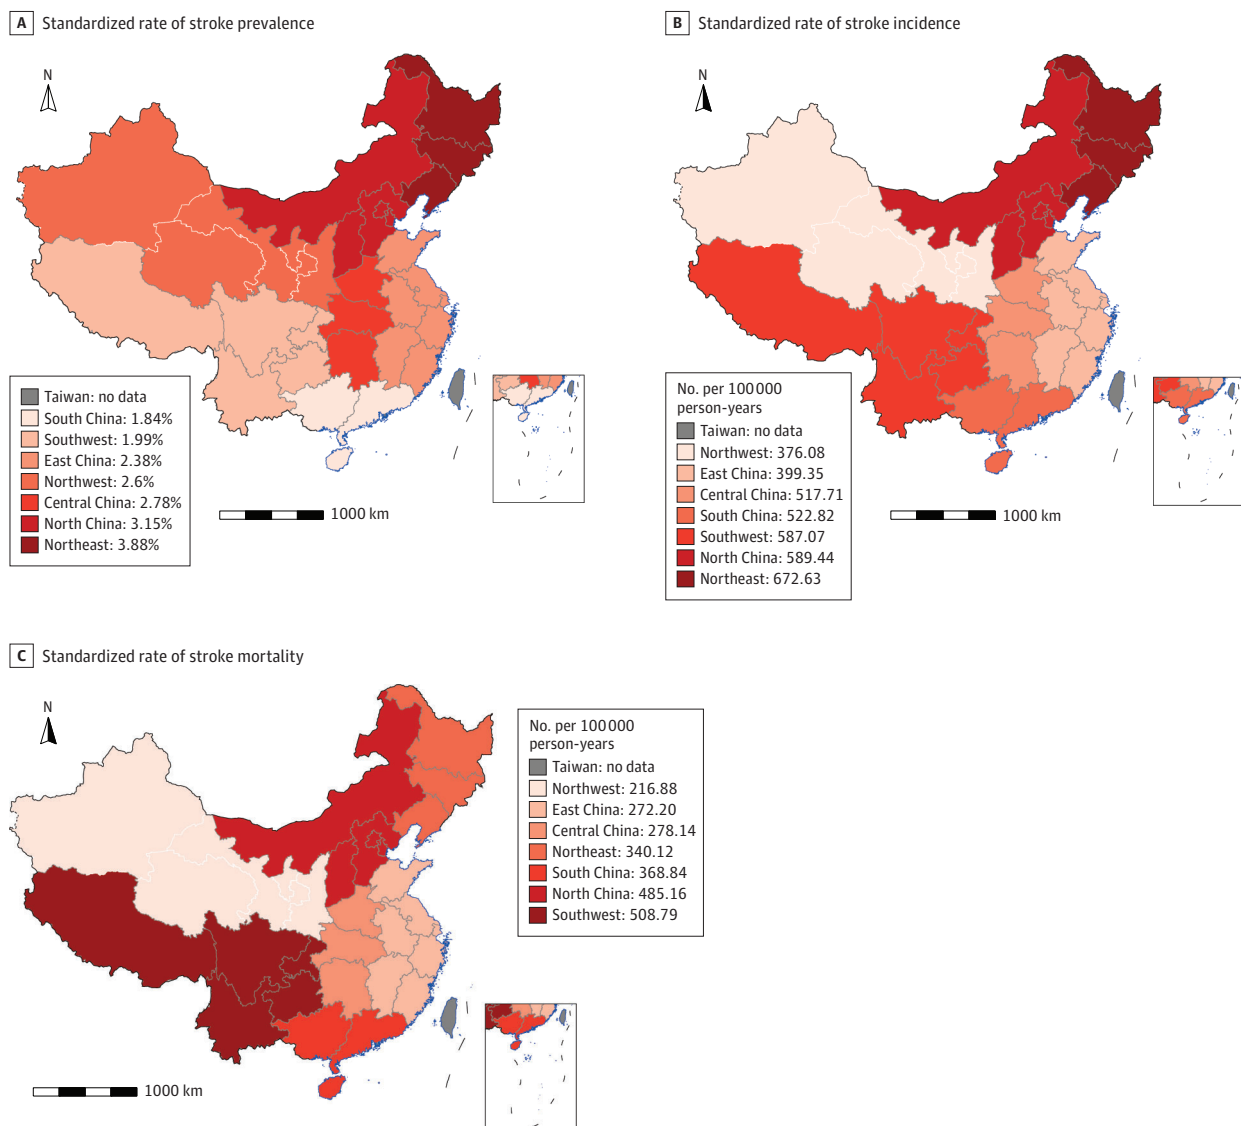 A Standardized rate of stroke prevalence
N
Taiwan: no data
South China: 1.84%
Southwest: 1.99%
East China: 2.38%
Northwest: 2.6%
Central China: 2.78%
North China: 3.15%
Northeast: 3.88%
1000 km
B Standardized rate of stroke incidence
N
No. per 100 000
person-years
Taiwan: no data
Northwest: 376.08
East China: 399.35
Central China: 517.71
South China: 522.82
Southwest: 587.07
North China: 589.44
Northeast: 672.63
1000 km
C Standardized rate of stroke mortality
N
No. per 100 000
person-years
Taiwan: no data
Northwest: 216.88
East China: 272.20
Central China: 278.14
Northeast: 340.12
South China: 368.84
North China: 485.16
Southwest: 508.79
1000 km